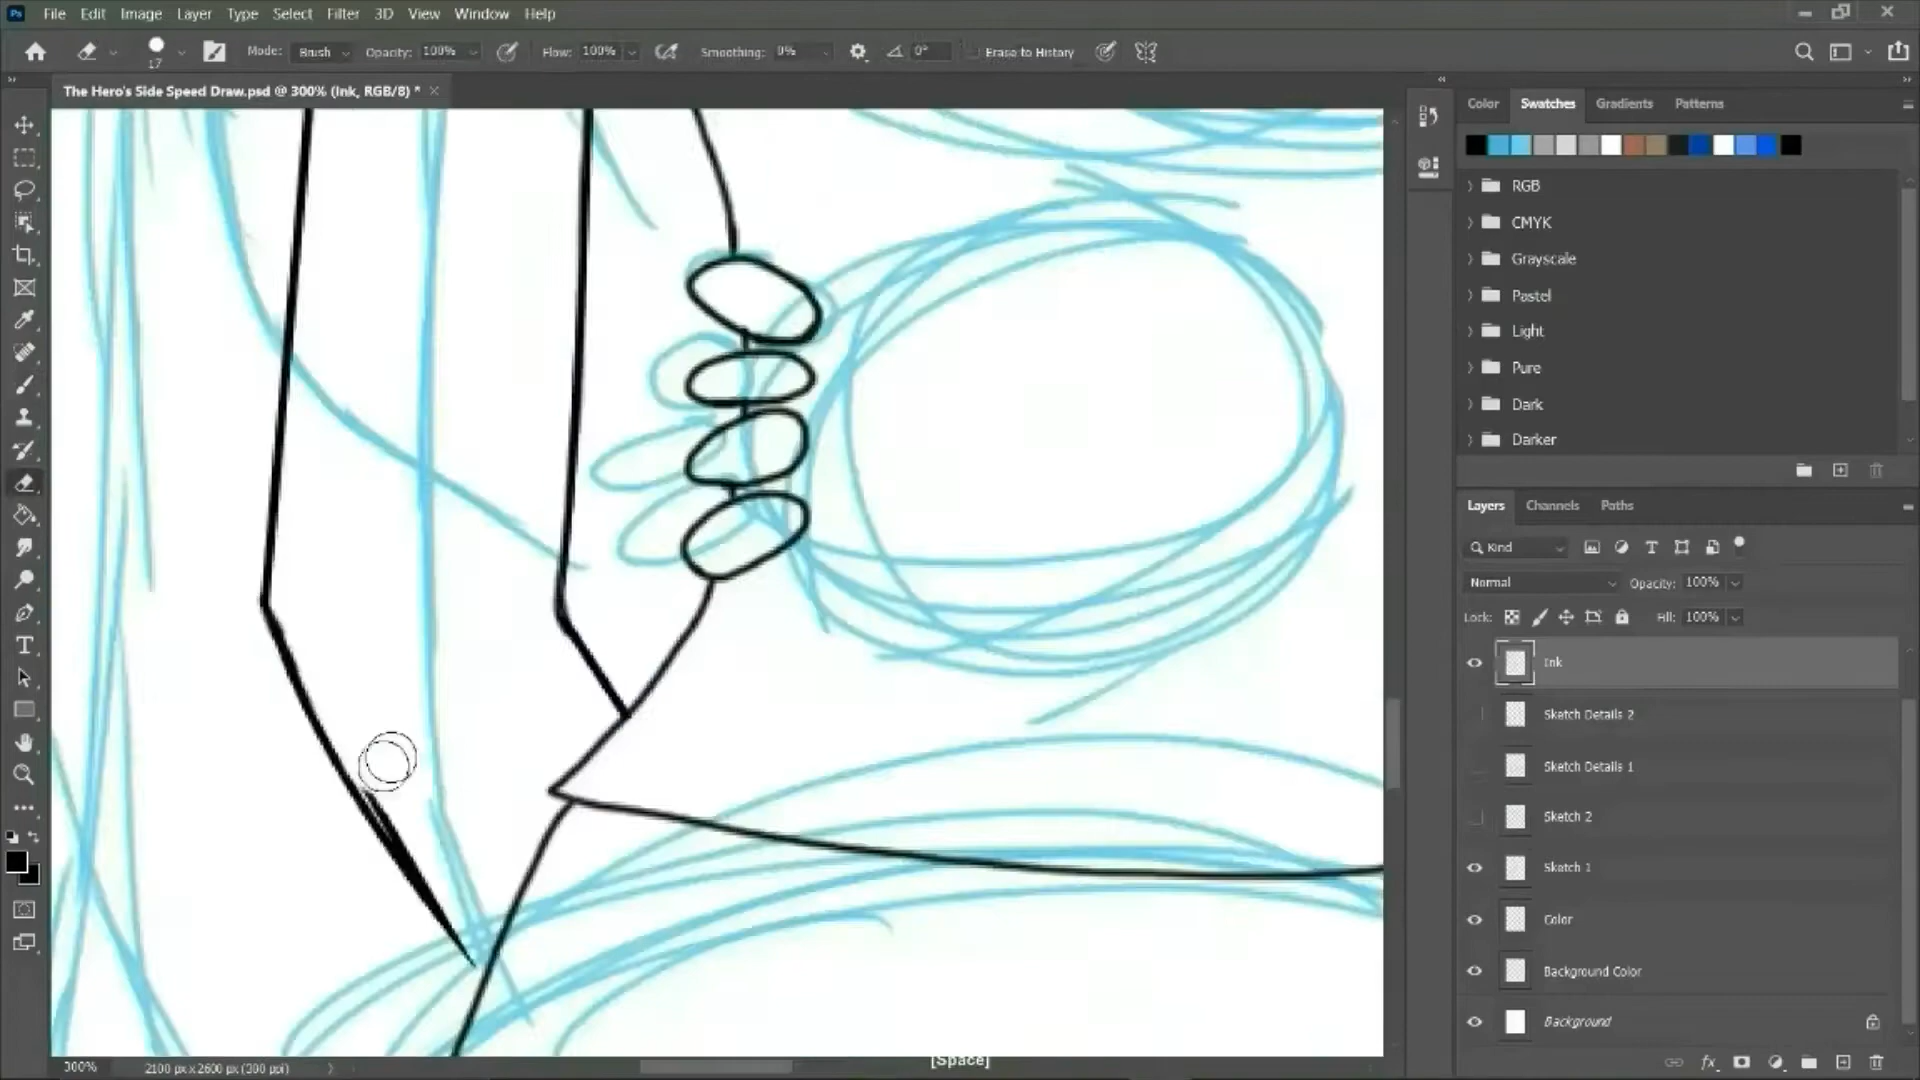 Ps File Edit Image Layer Type Select Filter 3D View Window Help
17 Mode: Brush Opacity: 100% Flow: 100% Smoothing: 0% 0° Erase to History
The Hero's Side Speed Draw.psd @ 300% (Ink, RGB/8) *
Color Swatches Gradients Patterns
RGB
CMYK
Grayscale
Pastel
Light
Pure
Dark
Darker
Layers Channels Paths
Kind
Normal Opacity: 100%
Lock: Fill: 100%
Ink
Sketch Details 2
Sketch Details 1
Sketch 2
Sketch 1
Color
Background Color
Background
300% 2100 px x 2600 px (300 ppi)
[Space]
fx